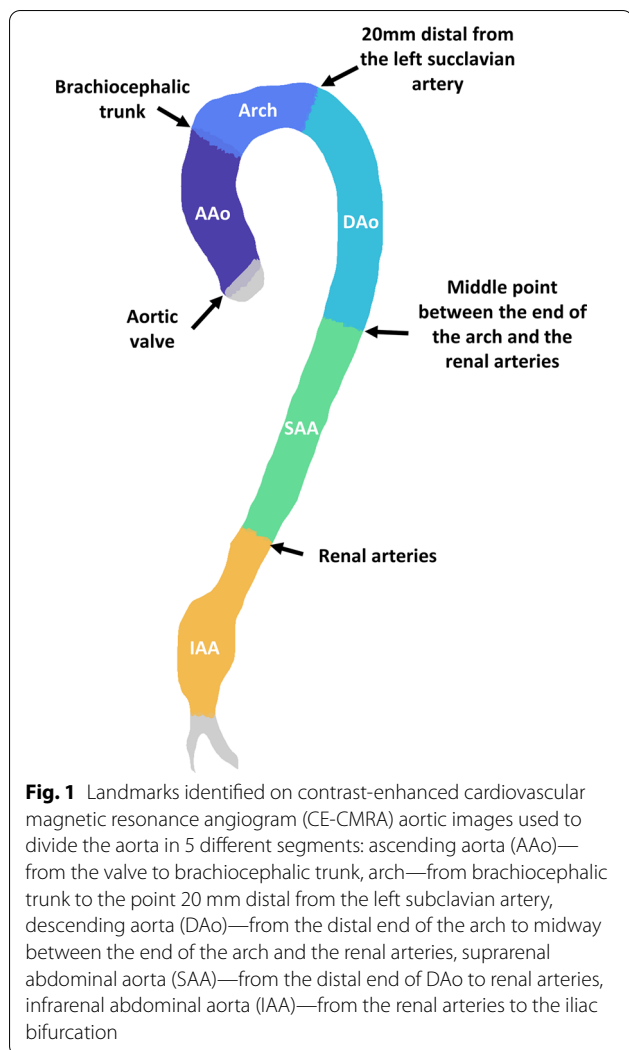 20mm distal from
the left succlavian
artery
Brachiocephalic
trunk
Arch
AAo
DAo
Aortic
valve
Middle point
between the end of
the arch and the
renal arteries
SAA
Renal arteries
IAA
Fig. 1 Landmarks identified on contrast-enhanced cardiovascular
magnetic resonance angiogram (CE-CMRA) aortic images used to
divide the aorta in 5 different segments: ascending aorta (AAo)—
from the valve to brachiocephalic trunk, arch—from brachiocephalic
trunk to the point 20 mm distal from the left subclavian artery,
descending aorta (DAo)—from the distal end of the arch to midway
between the end of the arch and the renal arteries, suprarenal
abdominal aorta (SAA)—from the distal end of DAo to renal arteries,
infrarenal abdominal aorta (IAA)—from the renal arteries to the iliac
bifurcation